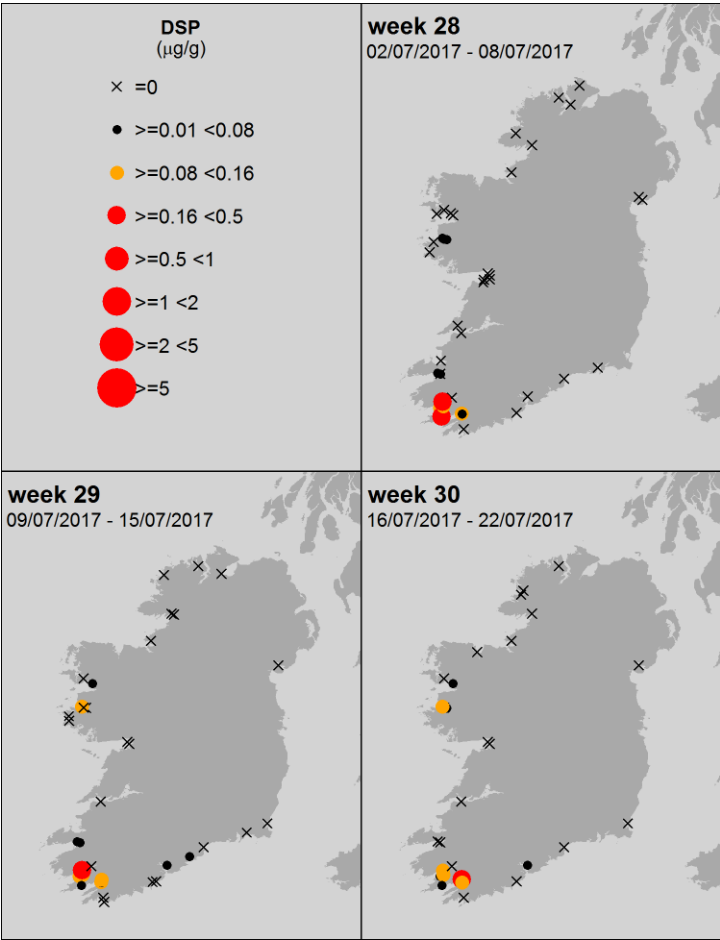 DSP
(µg/g)
=0
>=0.01 <0.08
>=0.08 <0.16
>=0.16 <0.5
>=0.5 <1
>=1 <2
>=2 <5
>=5
week 28
02/07/2017 - 08/07/2017
week 29
09/07/2017 - 15/07/2017
week 30
16/07/2017 - 22/07/2017